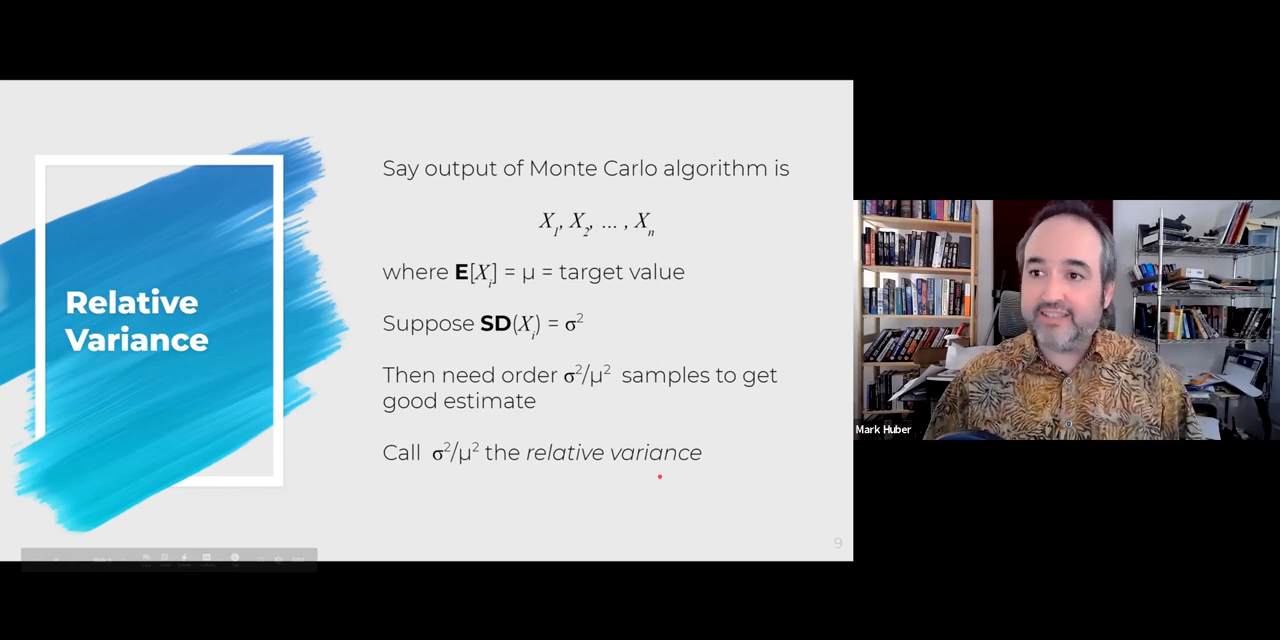 Relative
Variance
Say output of Monte Carlo algorithm is
X₁, X₂, ... , Xₙ
where E[Xᵢ] = μ = target value
Suppose SD(Xᵢ) = σ²
Then need order σ²/μ² samples to get
good estimate
Call σ²/μ² the relative variance
9
Mark Huber